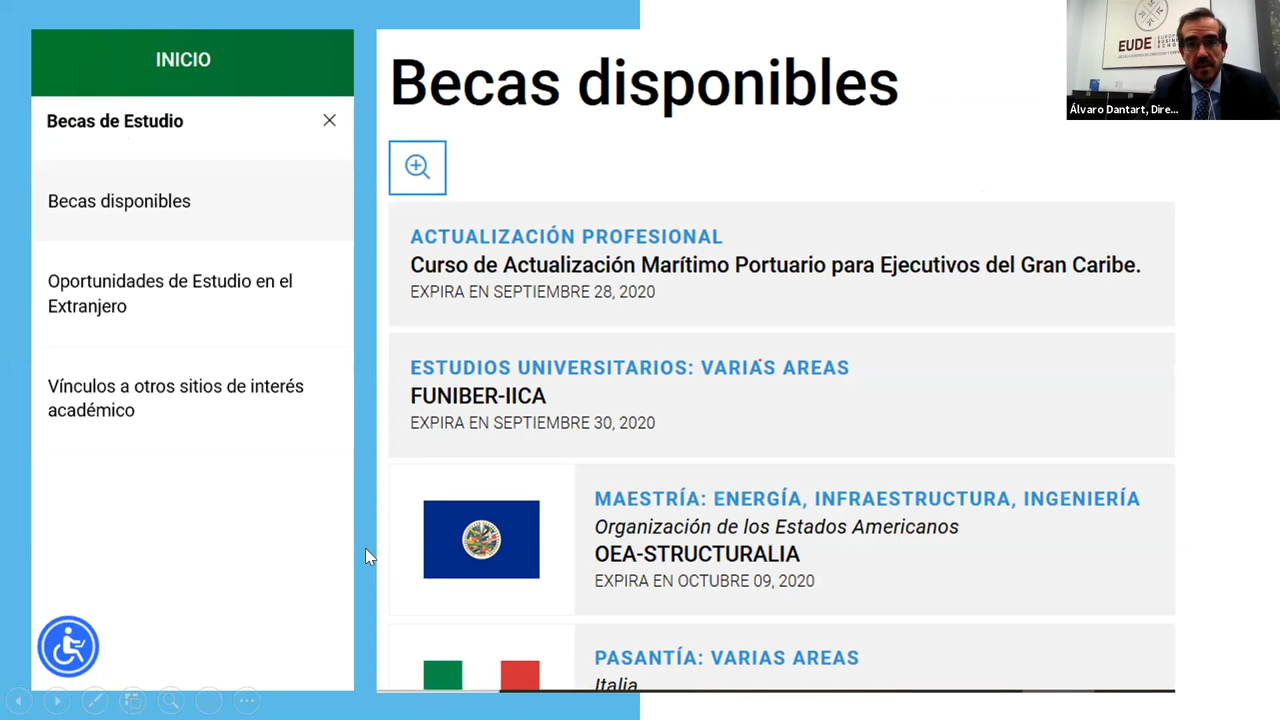 INICIO
Becas de Estudio
Becas disponibles
Oportunidades de Estudio en el
Extranjero
Vínculos a otros sitios de interés
académico
Becas disponibles
ACTUALIZACIÓN PROFESIONAL
Curso de Actualización Marítimo Portuario para Ejecutivos del Gran Caribe.
EXPIRA EN SEPTIEMBRE 28, 2020
ESTUDIOS UNIVERSITARIOS: VARIAS AREAS
FUNIBER-IICA
EXPIRA EN SEPTIEMBRE 30, 2020
MAESTRÍA: ENERGÍA, INFRAESTRUCTURA, INGENIERÍA
Organización de los Estados Americanos
OEA-STRUCTURALIA
EXPIRA EN OCTUBRE 09, 2020
PASANTÍA: VARIAS AREAS
Italia
EUDE
Álvaro Dantart, Dire...